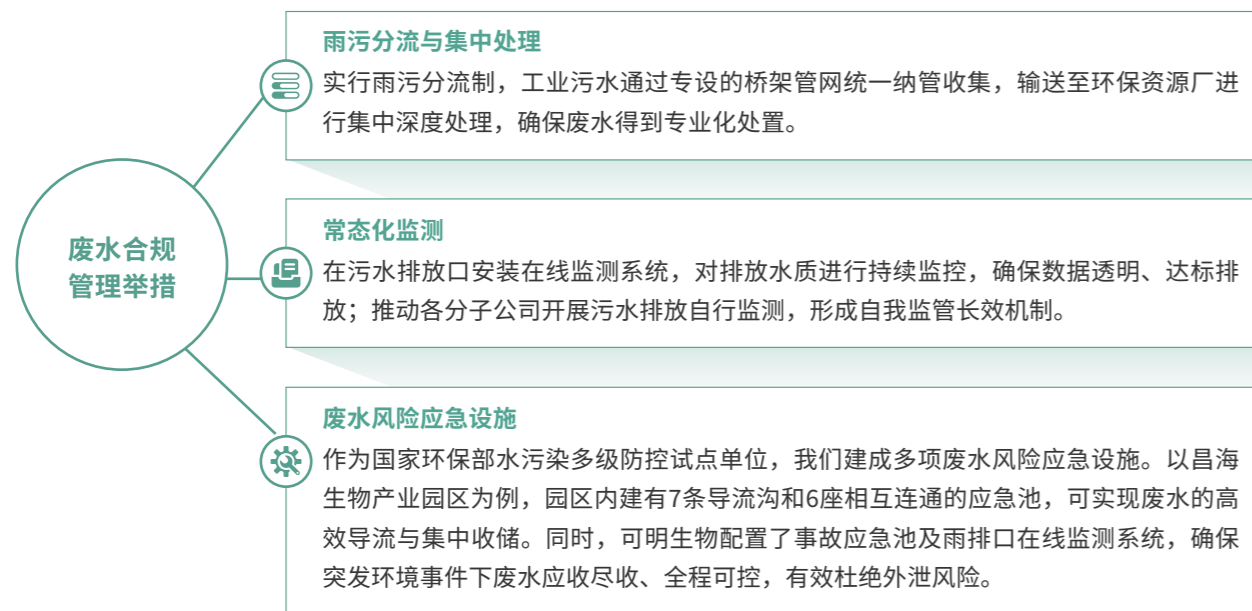 雨污分流与集中处理
实行雨污分流制，工业污水通过专设的桥架管网统一纳管收集，输送至环保资源厂进
行集中深度处理，确保废水得到专业化处置。
废水合规
管理举措
常态化监测
在污水排放口安装在线监测系统，对排放水质进行持续监控，确保数据透明、达标排
放；推动各分子公司开展污水排放自行监测，形成自我监管长效机制。
废水风险应急设施
作为国家环保部水污染多级防控试点单位，我们建成多项废水风险应急设施。以昌海
生物产业园区为例，园区内建有7条导流沟和6座相互连通的应急池，可实现废水的高
效导流与集中收储。同时，可明生物配置了事故应急池及雨排口在线监测系统，确保
突发环境事件下废水应收尽收、全程可控，有效杜绝外泄风险。